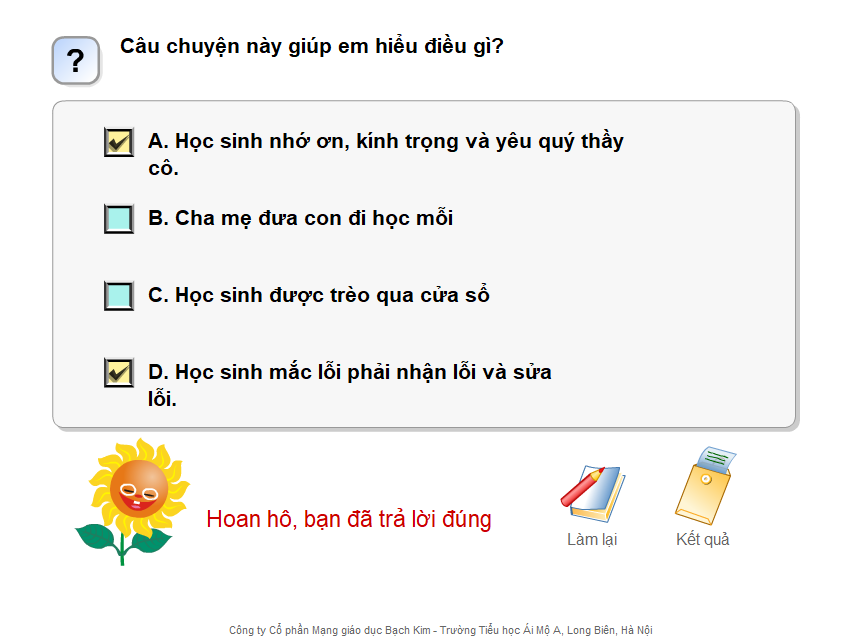 ?
Câu chuyện này giúp em hiểu điều gì?
A. Học sinh nhớ ơn, kính trọng và yêu quý thầy
cô.
B. Cha mẹ đưa con đi học mỗi
C. Học sinh được trèo qua cửa sổ
D. Học sinh mắc lỗi phải nhận lỗi và sửa
lỗi.
Hoan hô, bạn đã trả lời đúng
Làm lại
Kết quả
Công ty Cổ phần Mạng giáo dục Bạch Kim - Trường Tiểu học Ái Mộ A, Long Biên, Hà Nội